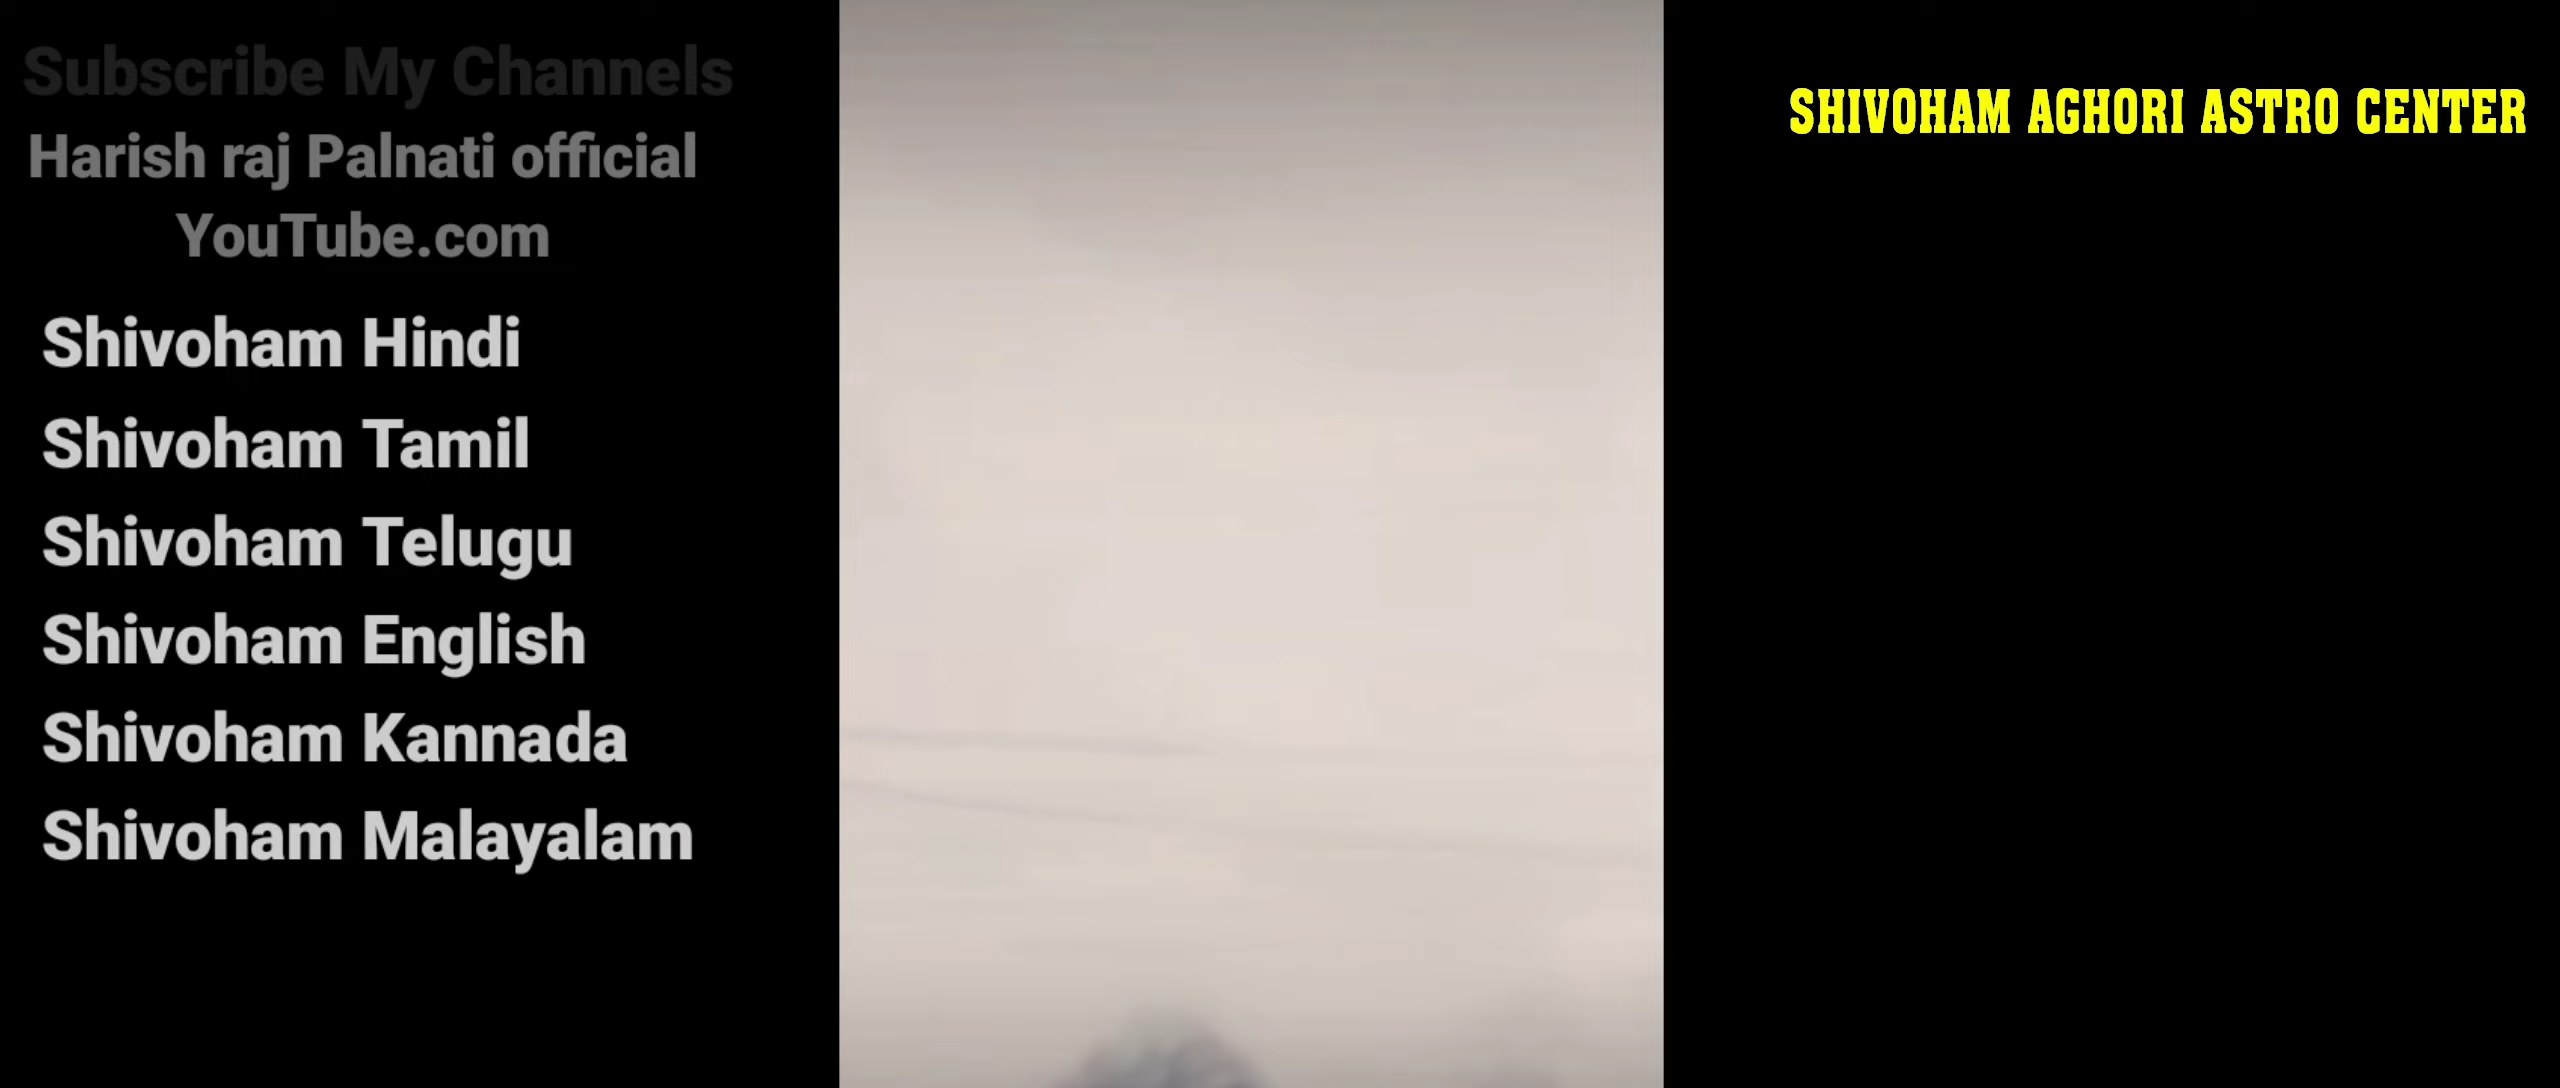 Subscribe My Channels
Harish raj Palnati official
YouTube.com
Shivoham Hindi
Shivoham Tamil
Shivoham Telugu
Shivoham English
Shivoham Kannada
Shivoham Malayalam
SHIVOHAM AGHORI ASTRO CENTER